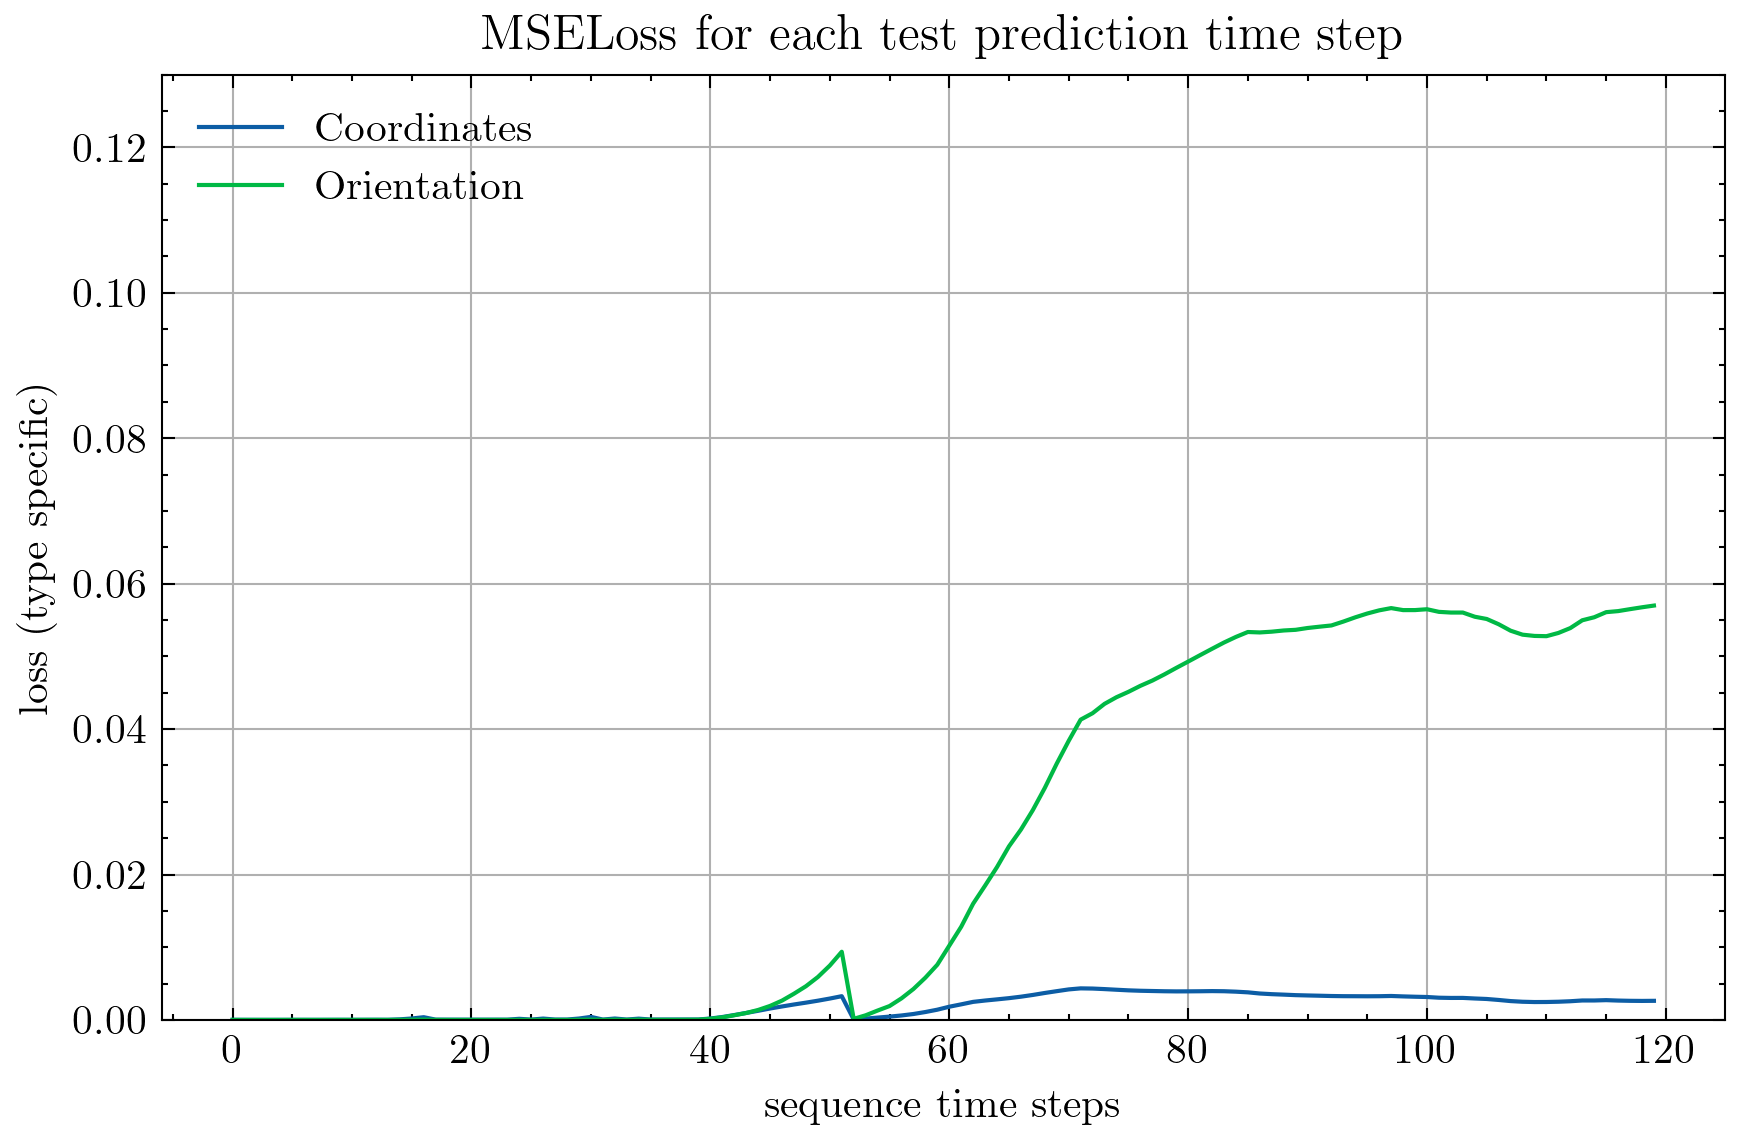 MSELoss for each test prediction time step
Coordinates
Orientation
0.12
0.10
0.08
0.06
0.04
0.02
0.00
loss (type specific)
0 20 40 60 80 100 120
sequence time steps